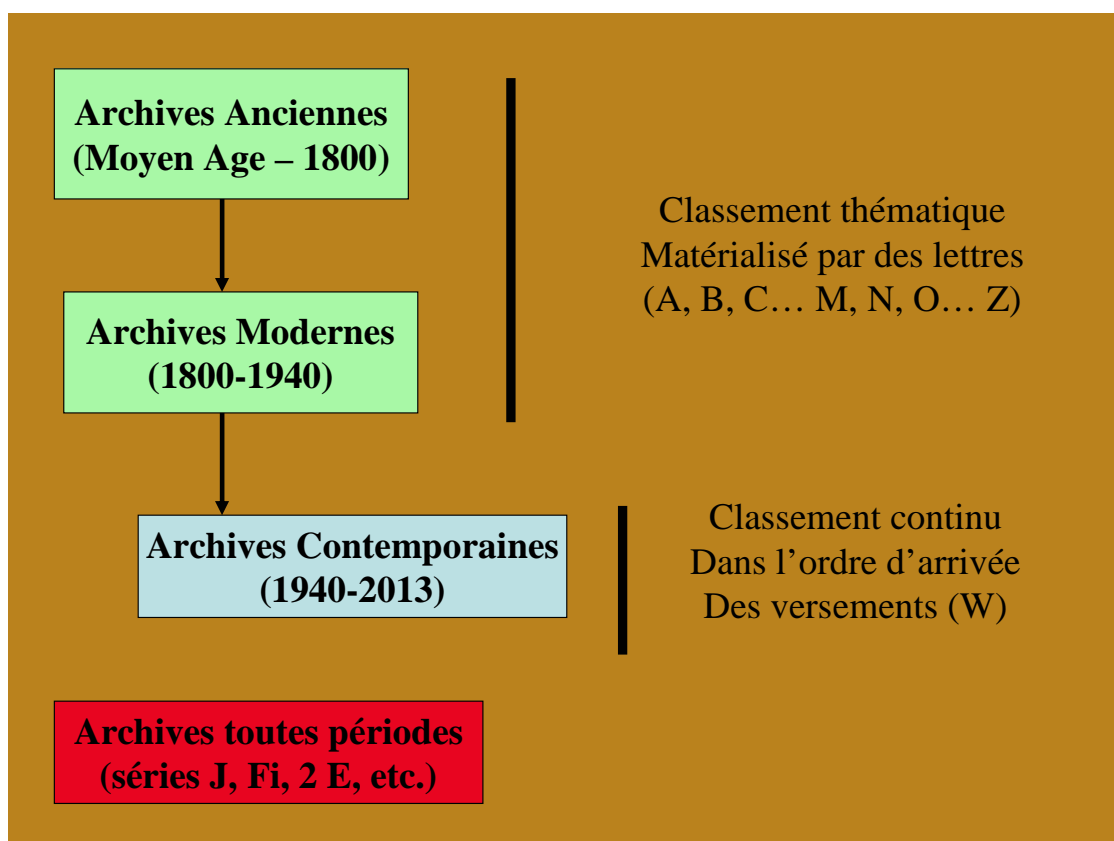 Archives Anciennes
(Moyen Age – 1800)
Classement thématique
Matérialisé par des lettres
(A, B, C… M, N, O… Z)
Archives Modernes
(1800-1940)
Archives Contemporaines
(1940-2013)
Classement continu
Dans l’ordre d’arrivée
Des versements (W)
Archives toutes périodes
(séries J, Fi, 2 E, etc.)